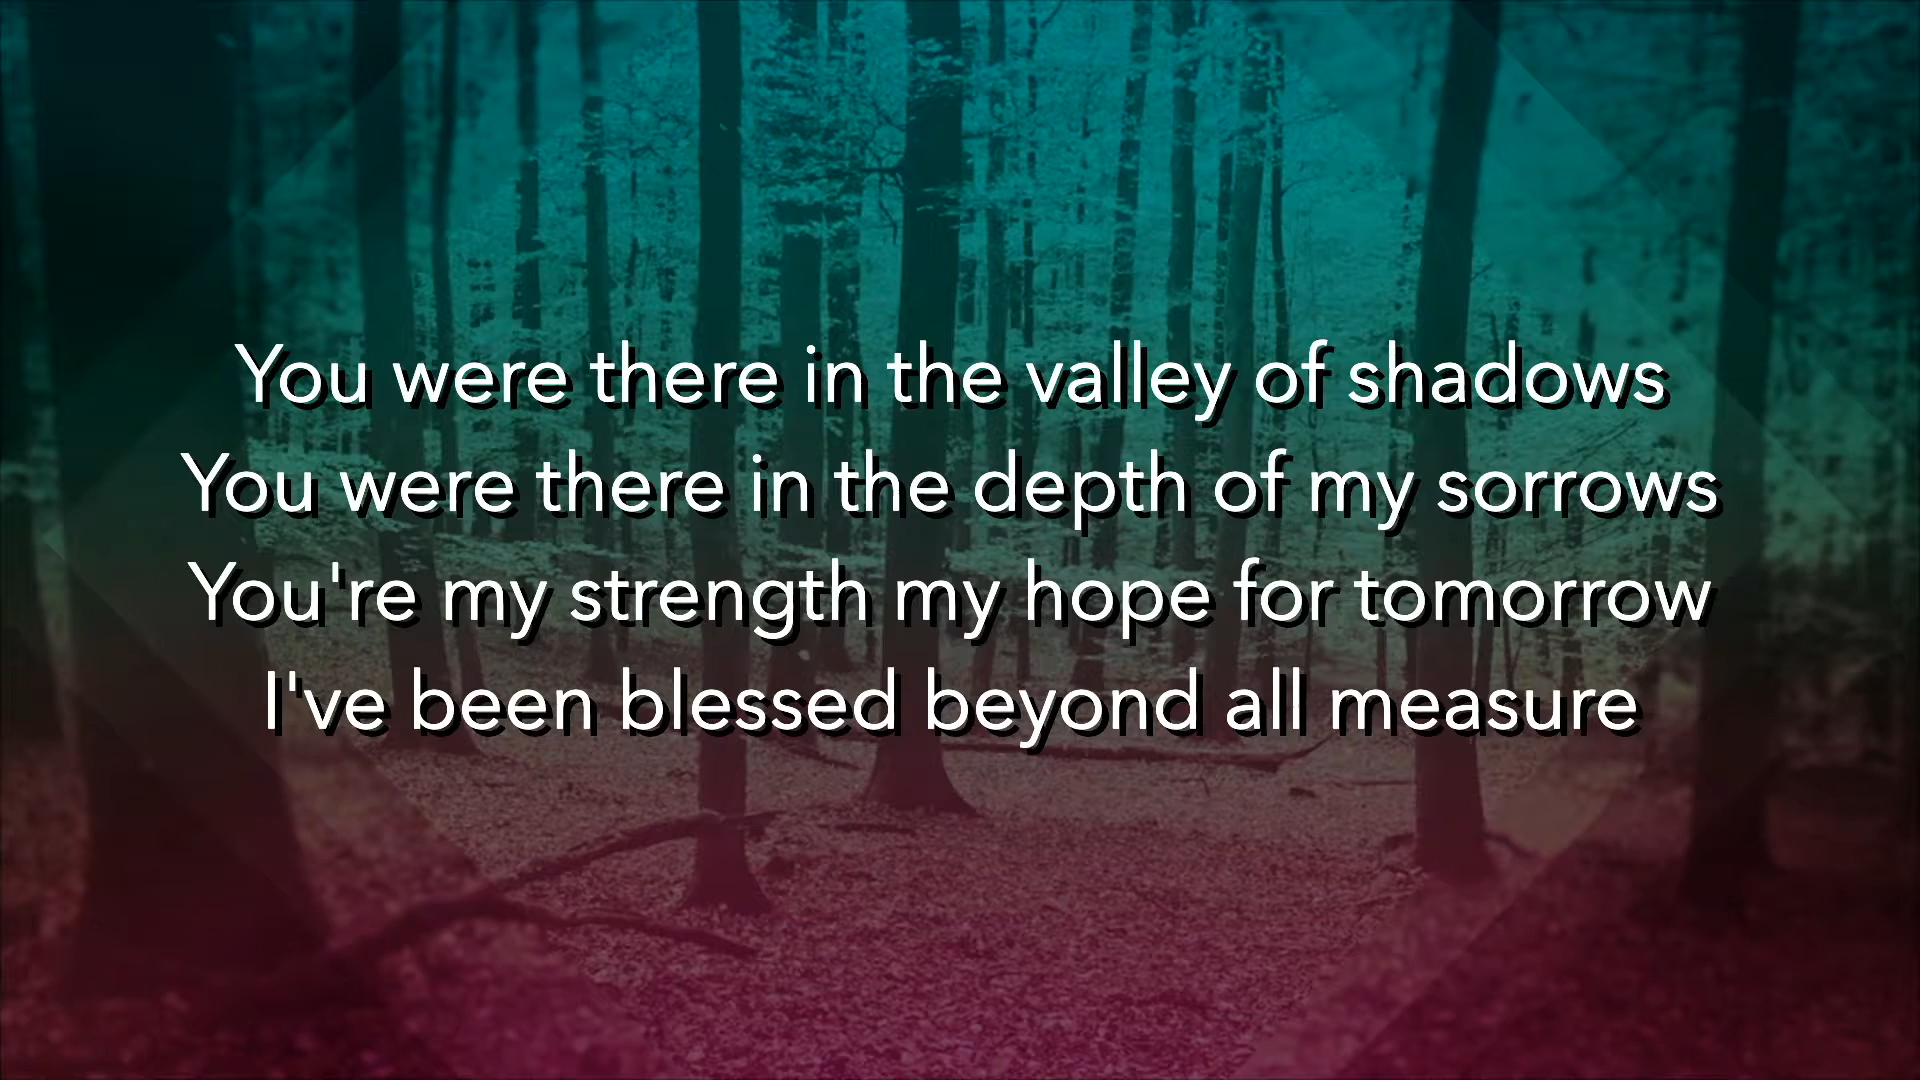 You were there in the valley of shadows
You were there in the depth of my sorrows
You're my strength my hope for tomorrow
I've been blessed beyond all measure